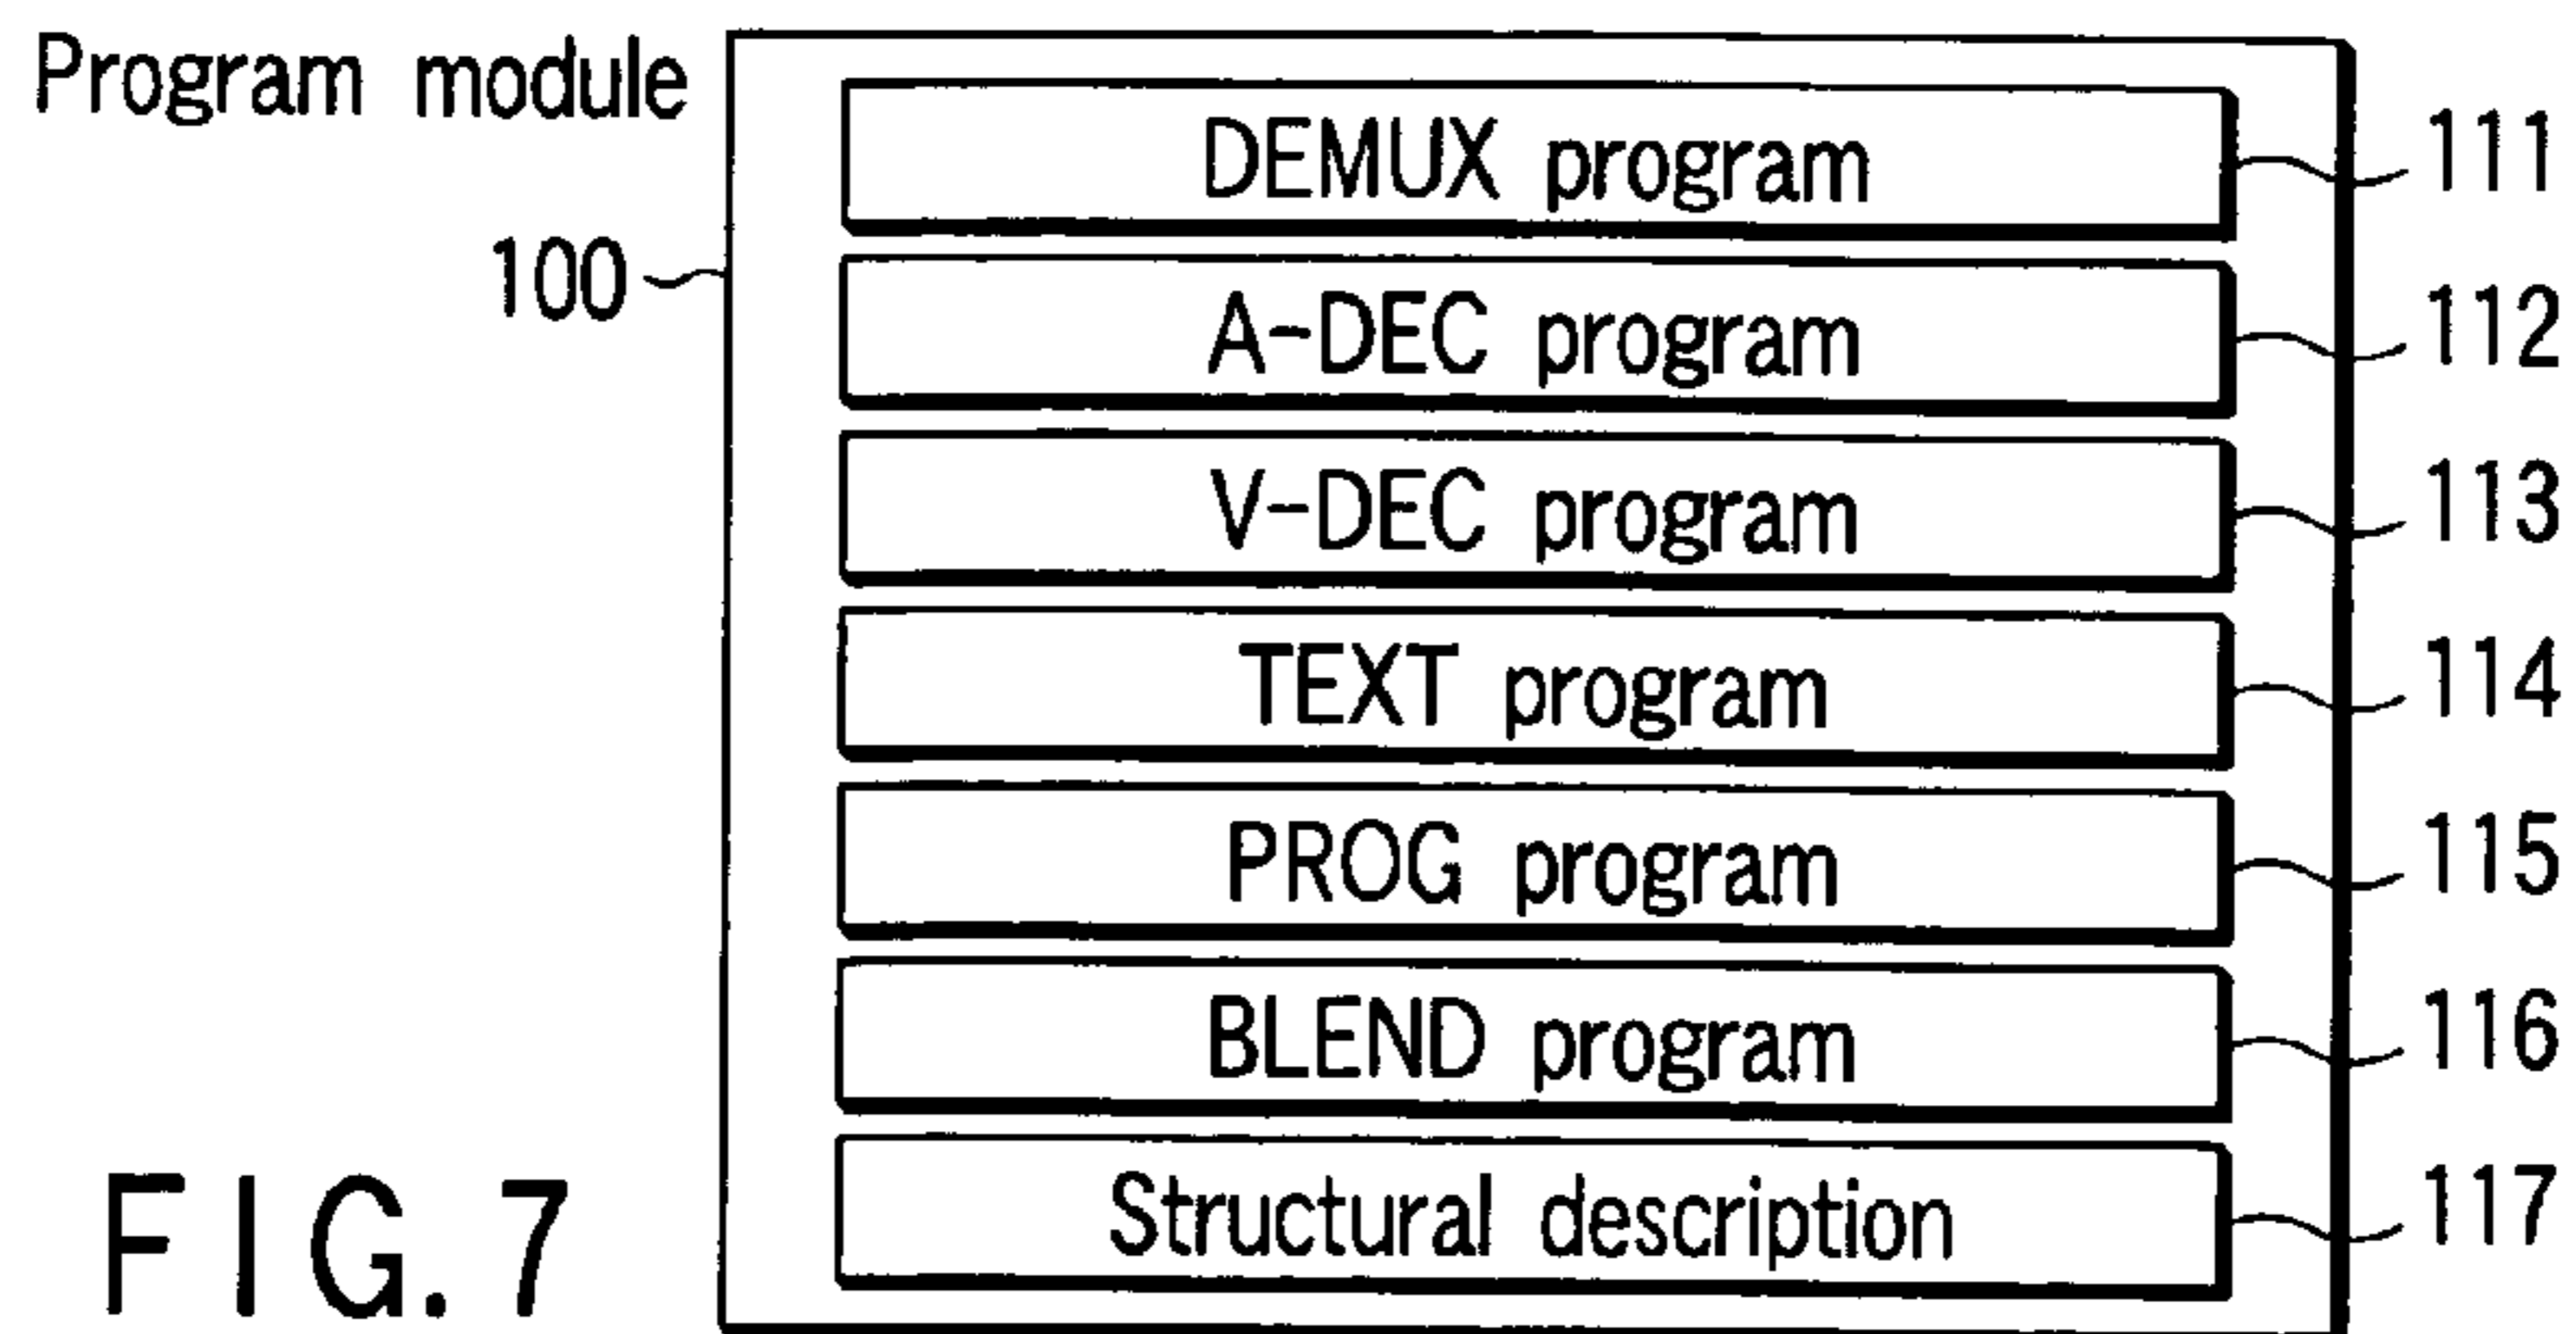 Program module
100
DEMUX program 111
A-DEC program 112
V-DEC program 113
TEXT program 114
PROG program 115
BLEND program 116
Structural description 117
FIG. 7